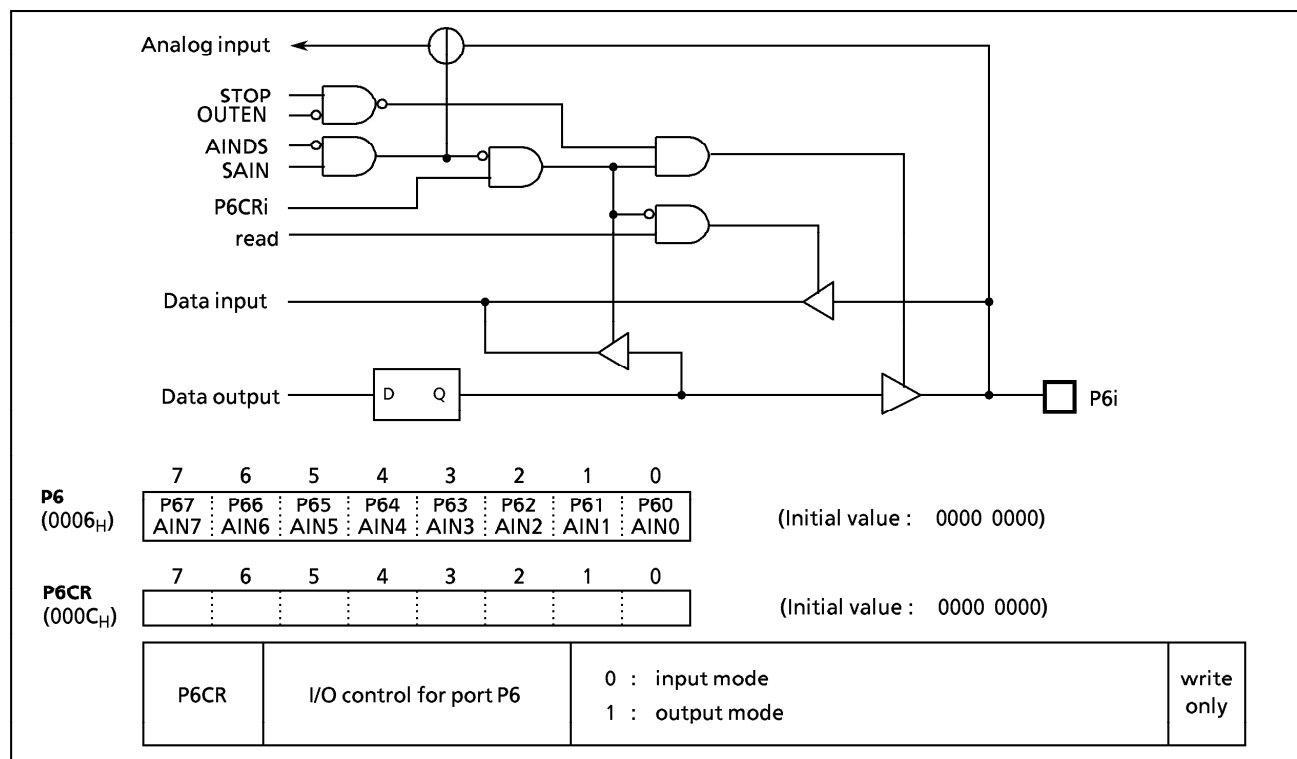 Analog input
STOP
OUTEN
AINDS
SAIN
P6CRi
read
Data input
Data output
D Q
P6i
7 6 5 4 3 2 1 0
P6
(0006H)
P67 P66 P65 P64 P63 P62 P61 P60
AIN7 AIN6 AIN5 AIN4 AIN3 AIN2 AIN1 AIN0
(Initial value : 0000 0000)
7 6 5 4 3 2 1 0
P6CR
(000CH)
(Initial value : 0000 0000)
P6CR
I/O control for port P6
0 : input mode
1 : output mode
write
only